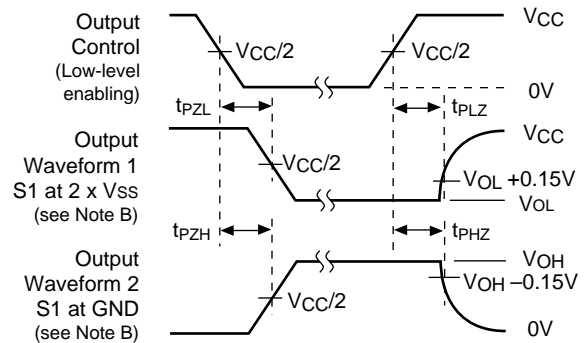 Output
Control
(Low-level
enabling)
VCC/2
VCC/2
VCC
0V
tPZL
tPLZ
Output
Waveform 1
S1 at 2 x VSS
(see Note B)
VCC/2
VCC
VOL +0.15V
VOL
tPZH
tPHZ
Output
Waveform 2
S1 at GND
(see Note B)
VCC/2
VOH
VOH –0.15V
0V